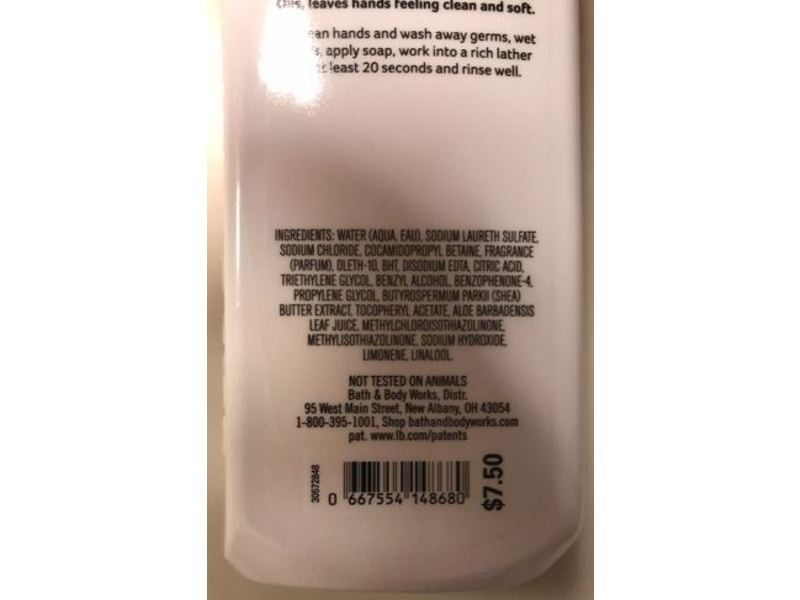 this, leaves hands feeling clean and soft.
hands and wash away germs, wet
apply soap, work into a rich lather
least 20 seconds and rinse well.
INGREDIENTS: WATER (AQUA, EAU), SODIUM LAURETH SULFATE,
SODIUM CHLORIDE, COCAMIDOPROPYL BETAINE, FRAGRANCE
(PARFUM), OLETH-10, BHT, DISODIUM EDTA, CITRIC ACID,
TRIETHYLENE GLYCOL, BENZYL ALCOHOL, BENZOPHENONE-4,
PROPYLENE GLYCOL, BUTYROSPERMUM PARKII (SHEA)
BUTTER EXTRACT, TOCOPHERYL ACETATE, ALOE BARBADENSIS
LEAF JUICE, METHYLCHLOROISOTHIAZOLINONE,
METHYLISOTHIAZOLINONE, SODIUM HYDROXIDE,
LIMONENE, LINALOOL.
NOT TESTED ON ANIMALS
Bath & Body Works, Distr.
95 West Main Street, New Albany, OH 43054
1-800-395-1001, Shop bathandbodyworks.com
pat. www.lb.com/patents
30572848
0 667554 148680
$7.50